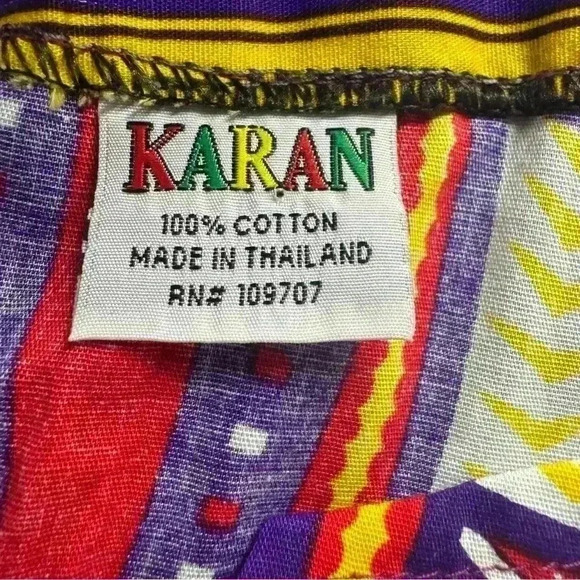 KARAN
100% COTTON
MADE IN THAILAND
RN# 109707